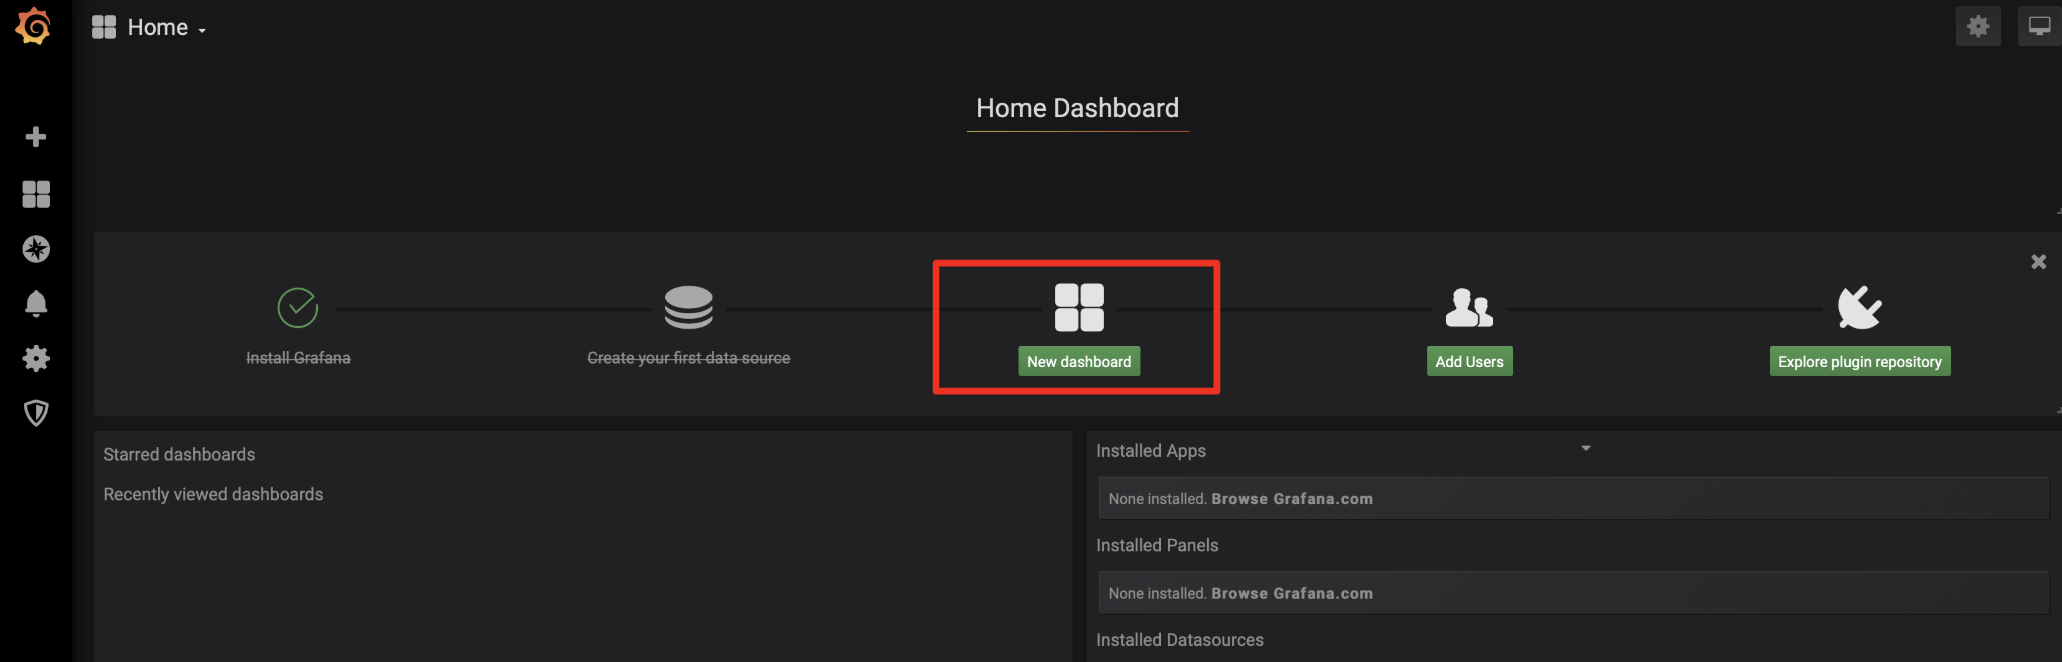 Home
Home Dashboard
Install Grafana
Create your first data source
New dashboard
Add Users
Explore plugin repository
Starred dashboards
Recently viewed dashboards
Installed Apps
None installed. Browse Grafana.com
Installed Panels
None installed. Browse Grafana.com
Installed Datasources